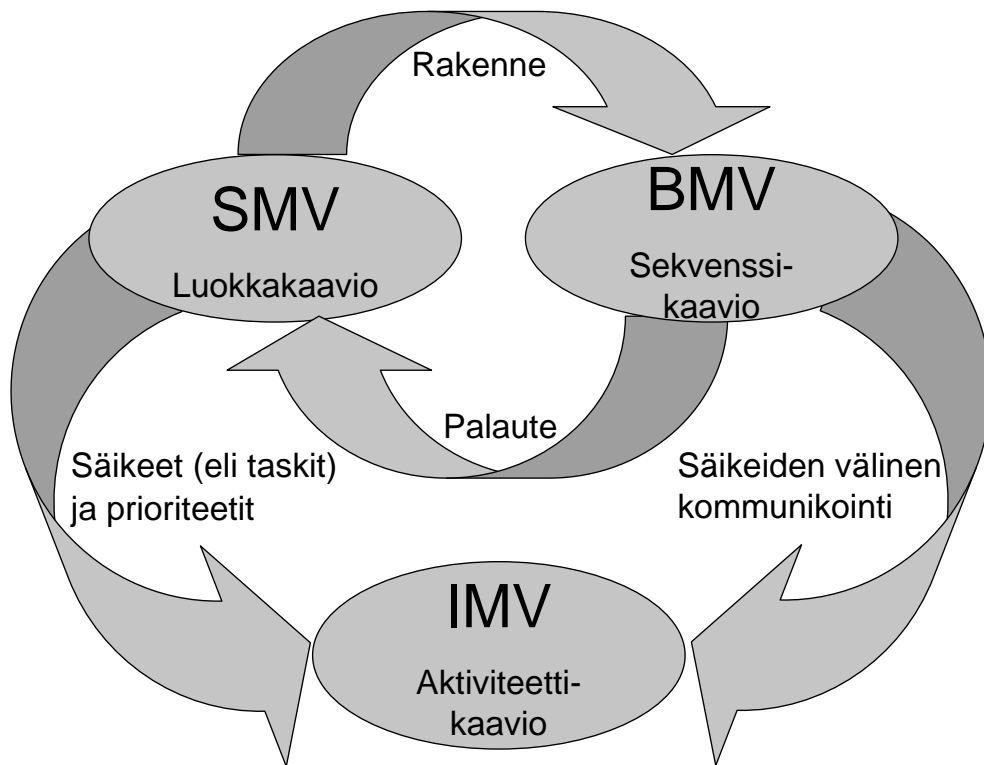 Rakenne
SMV
Luokkakaavio
BMV
Sekvenssi-
kaavio
Palaute
Säikeet (eli taskit)
ja prioriteetit
Säikeiden välinen
kommunikointi
IMV
Aktiviteetti-
kaavio